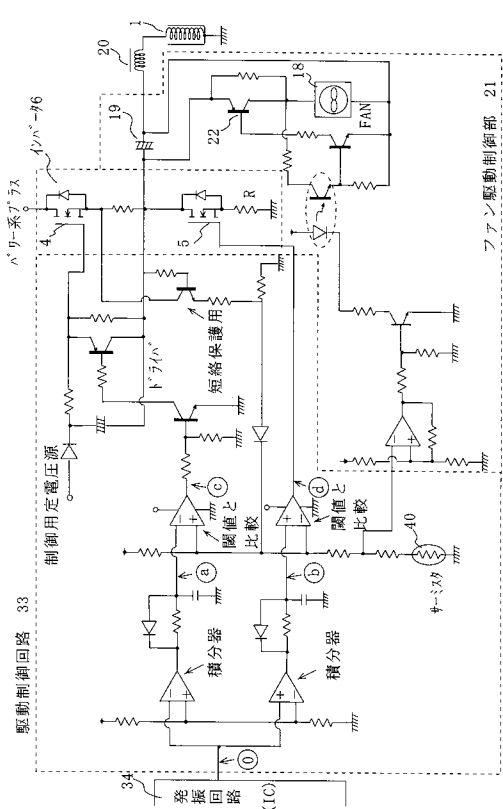 駆動制御回路 33
34
発振回路
(IC)
0
積分器
積分器
a
b
閾値と
比較
閾値と
比較
c
d
サーミスタ
40
制御用定電圧源
ドライバ
短絡保護用
パワー系プラス
インバータ6
4
5
R
19
20
1
22
18
FAN
ファン駆動制御部 21
- + - + + - + - - +